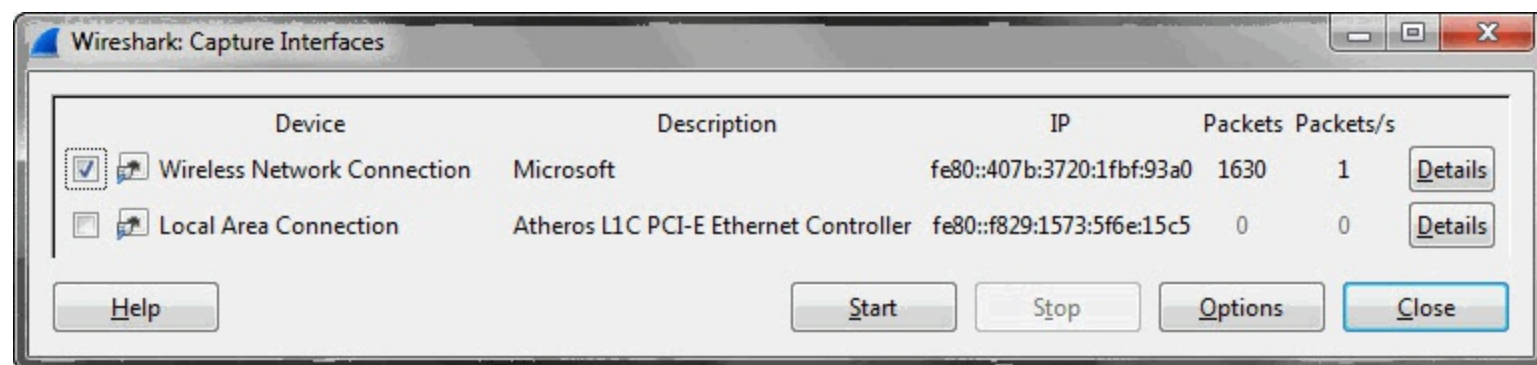 Wireshark: Capture Interfaces
Device Description IP Packets Packets/s
Wireless Network Connection Microsoft fe80::407b:3720:1fbf:93a0 1630 1 Details
Local Area Connection Atheros L1C PCI-E Ethernet Controller fe80::f829:1573:5f6e:15c5 0 0 Details
Help Start Stop Options Close